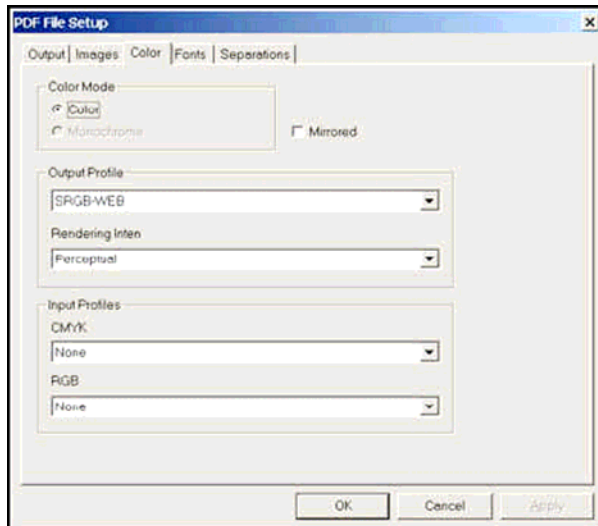 PDF File Setup
Output Images Color Fonts Separations
Color Mode
Color
Monochrome
Mirrored
Output Profile
SRGB-WEB
Rendering Inten
Perceptual
Input Profiles
CMYK
None
RGB
None
OK Cancel Apply